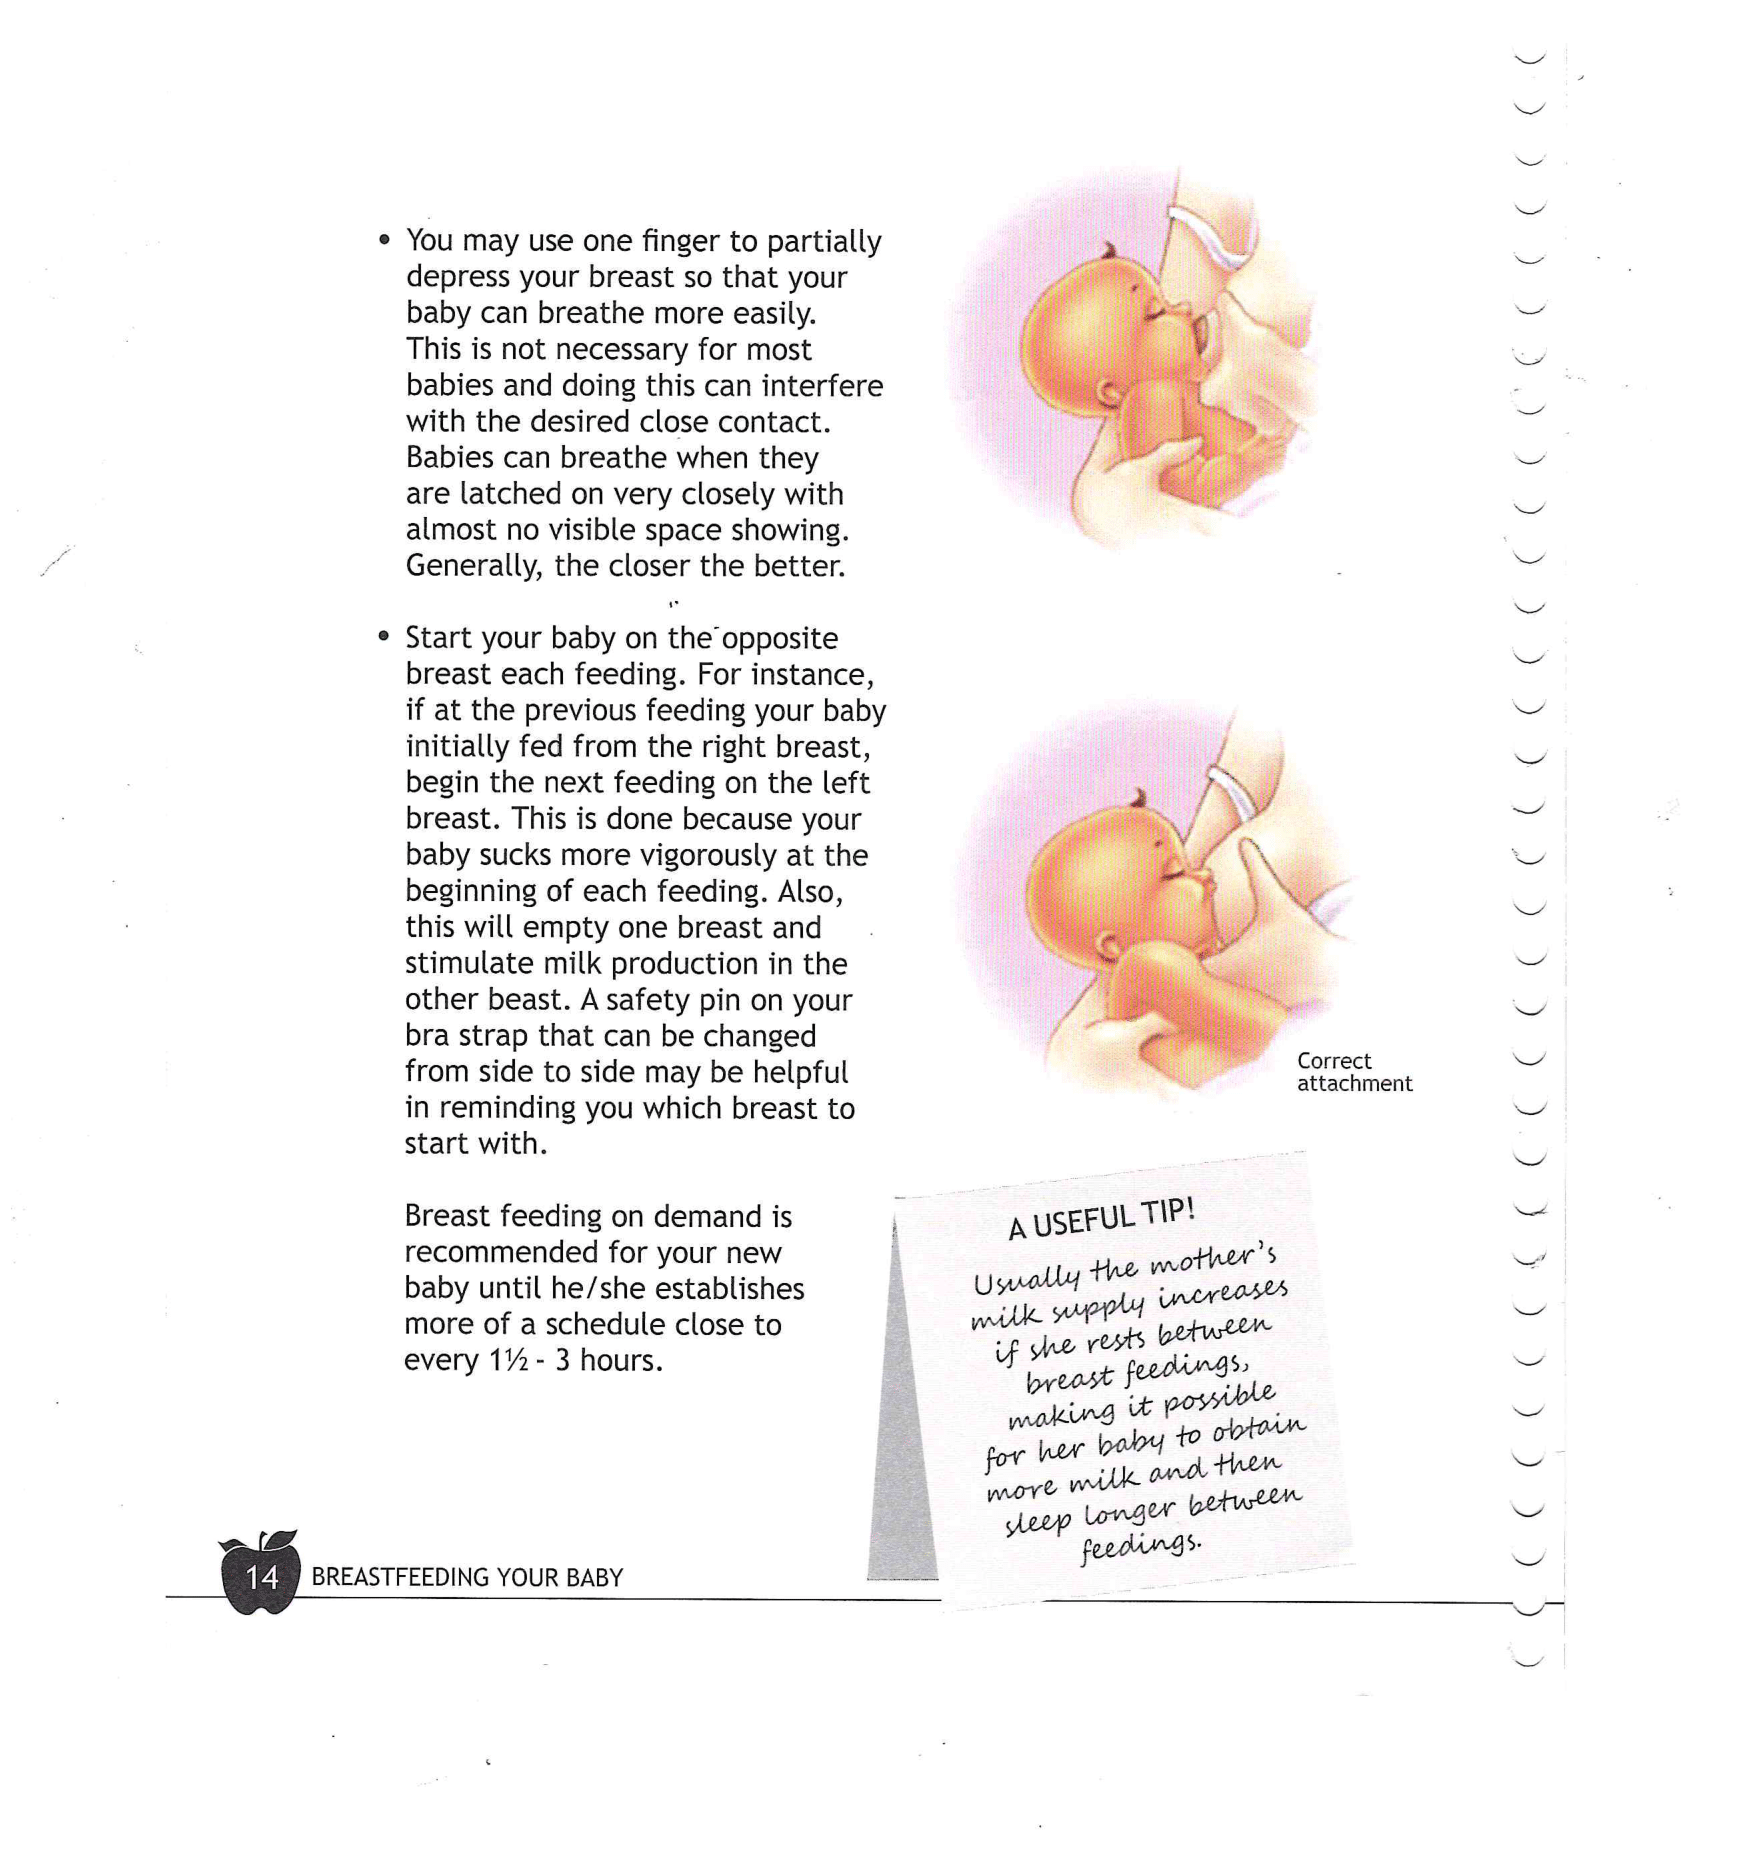 • You may use one finger to partially
depress your breast so that your
baby can breathe more easily.
This is not necessary for most
babies and doing this can interfere
with the desired close contact.
Babies can breathe when they
are latched on very closely with
almost no visible space showing.
Generally, the closer the better.
• Start your baby on the opposite
breast each feeding. For instance,
if at the previous feeding your baby
initially fed from the right breast,
begin the next feeding on the left
breast. This is done because your
baby sucks more vigorously at the
beginning of each feeding. Also,
this will empty one breast and
stimulate milk production in the
other beast. A safety pin on your
bra strap that can be changed
from side to side may be helpful
in reminding you which breast to
start with.
Breast feeding on demand is
recommended for your new
baby until he/she establishes
more of a schedule close to
every 1½ - 3 hours.
Correct
attachment
A USEFUL TIP!
Usually the mother's
milk supply increases
if she rests between
breast feedings,
making it possible
for her baby to obtain
more milk and then
sleep longer between
feedings.
14 BREASTFEEDING YOUR BABY